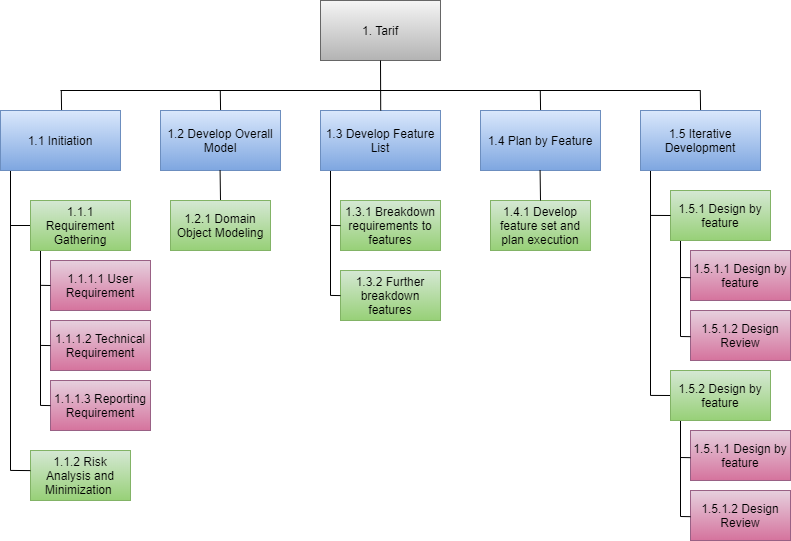 1. Tarif
1.1 Initiation
1.2 Develop Overall
Model
1.3 Develop Feature
List
1.4 Plan by Feature
1.5 Iterative
Development
1.1.1
Requirement
Gathering
1.1.1.1 User
Requirement
1.1.1.2 Technical
Requirement
1.1.1.3 Reporting
Requirement
1.1.2 Risk
Analysis and
Minimization
1.2.1 Domain
Object Modeling
1.3.1 Breakdown
requirements to
features
1.3.2 Further
breakdown
features
1.4.1 Develop
feature set and
plan execution
1.5.1 Design by
feature
1.5.1.1 Design by
feature
1.5.1.2 Design
Review
1.5.2 Design by
feature
1.5.1.1 Design by
feature
1.5.1.2 Design
Review